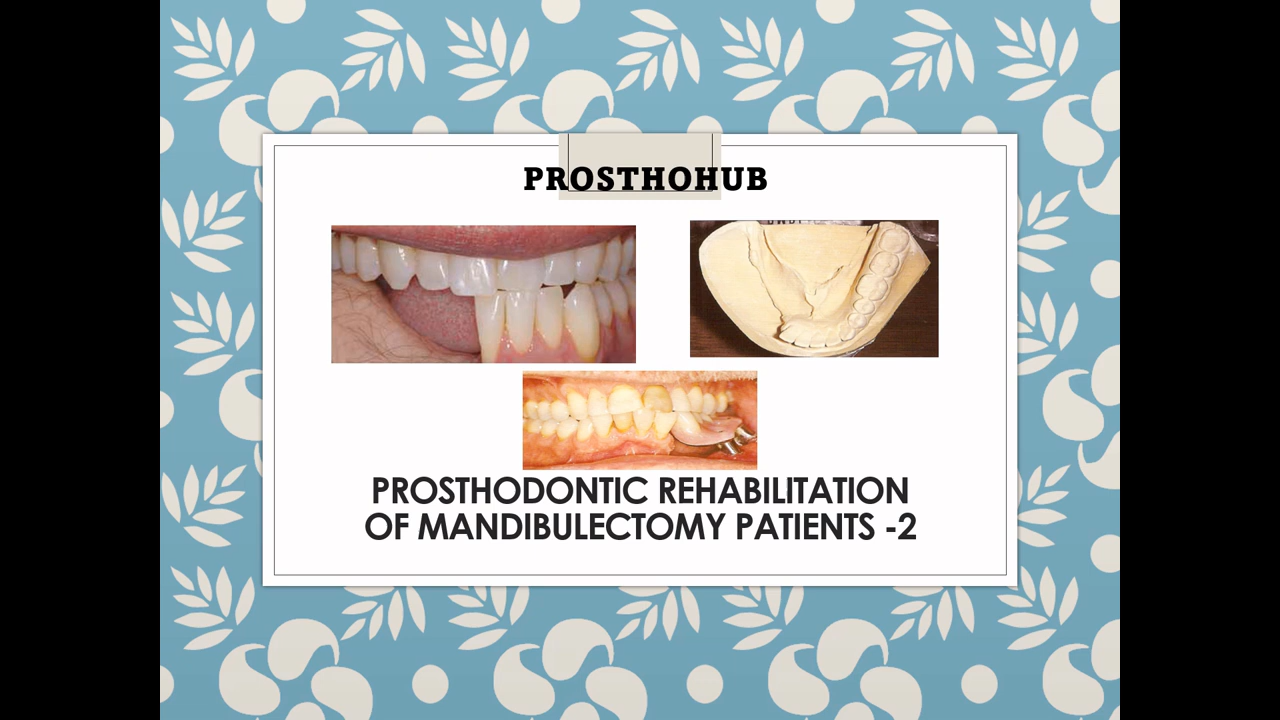 PROSTHOHUB
PROSTHODONTIC REHABILITATION
OF MANDIBULECTOMY PATIENTS -2